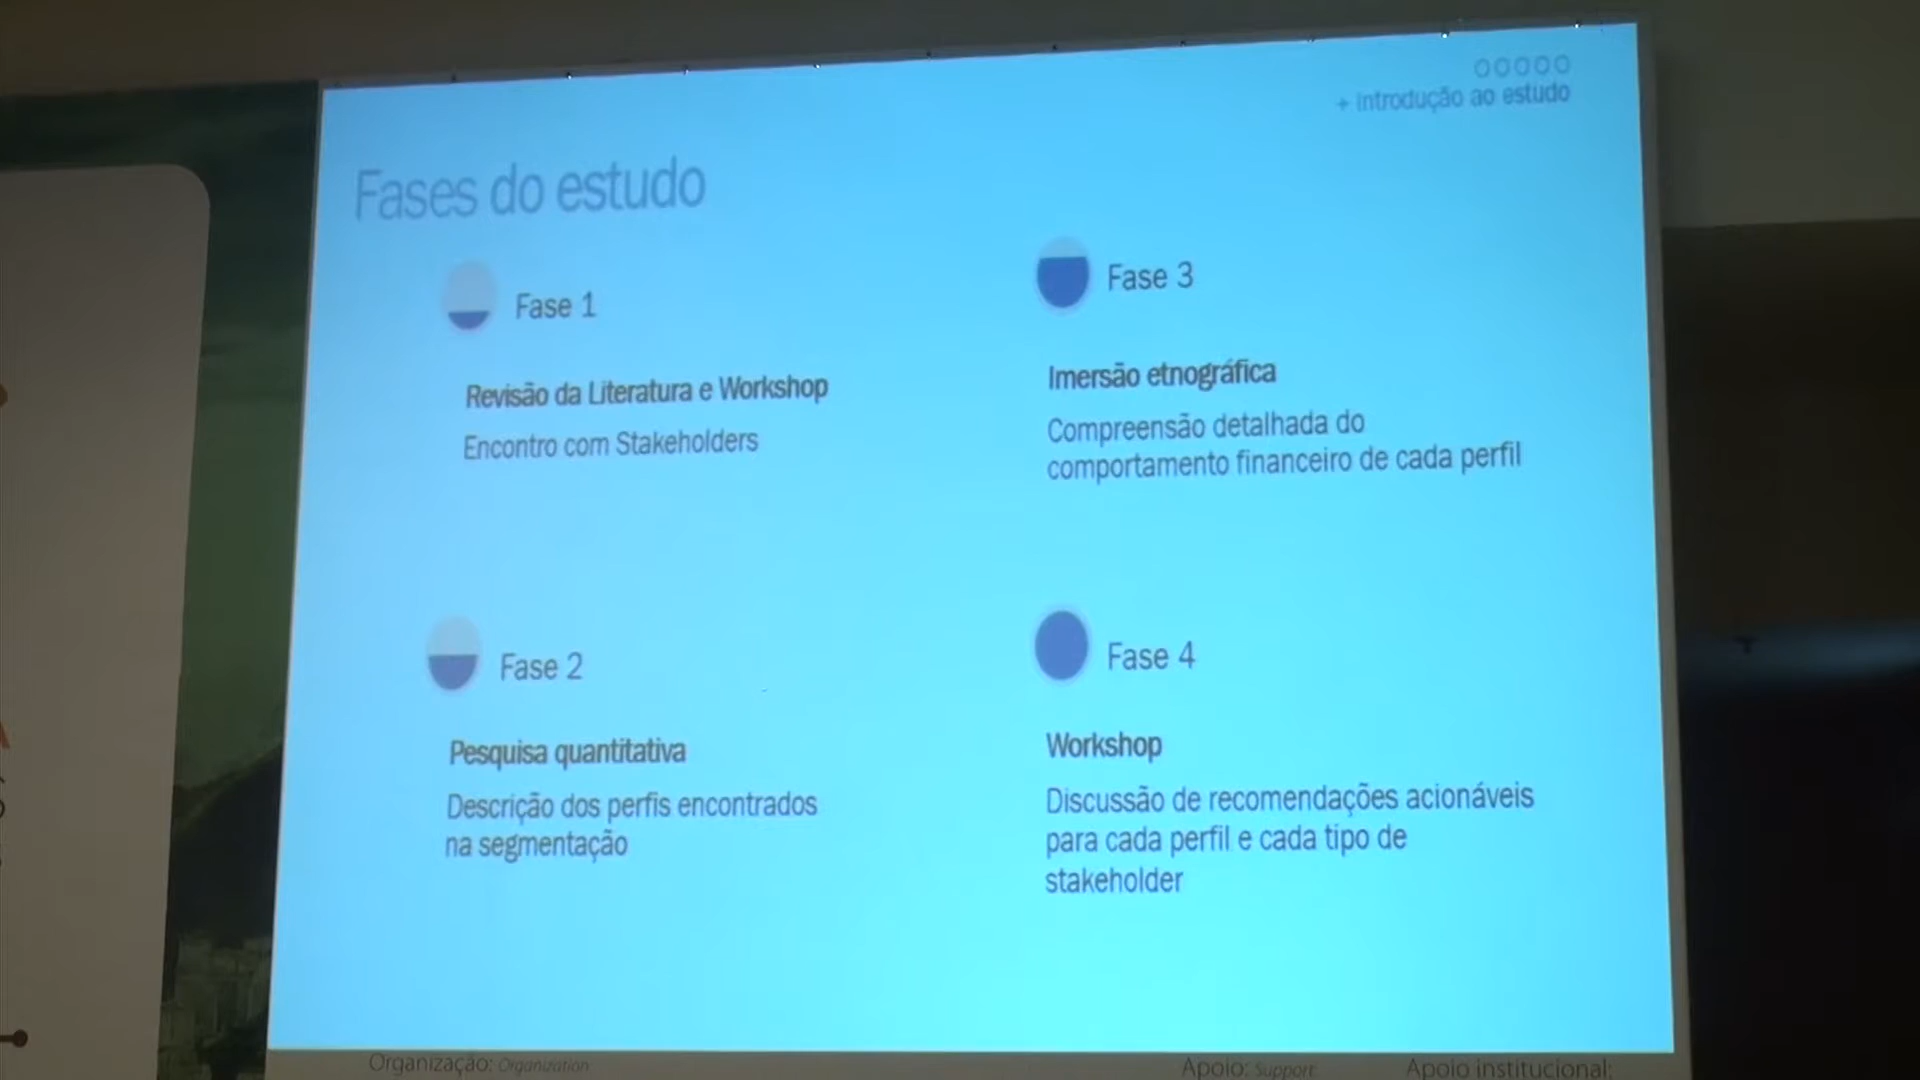 + introdução ao estudo
Fases do estudo
Fase 1
Revisão da Literatura e Workshop
Encontro com Stakeholders
Fase 2
Pesquisa quantitativa
Descrição dos perfis encontrados
na segmentação
Fase 3
Imersão etnográfica
Compreensão detalhada do
comportamento financeiro de cada perfil
Fase 4
Workshop
Discussão de recomendações acionáveis
para cada perfil e cada tipo de
stakeholder
Organização: Organization
Apoio: Support
Apoio institucional: